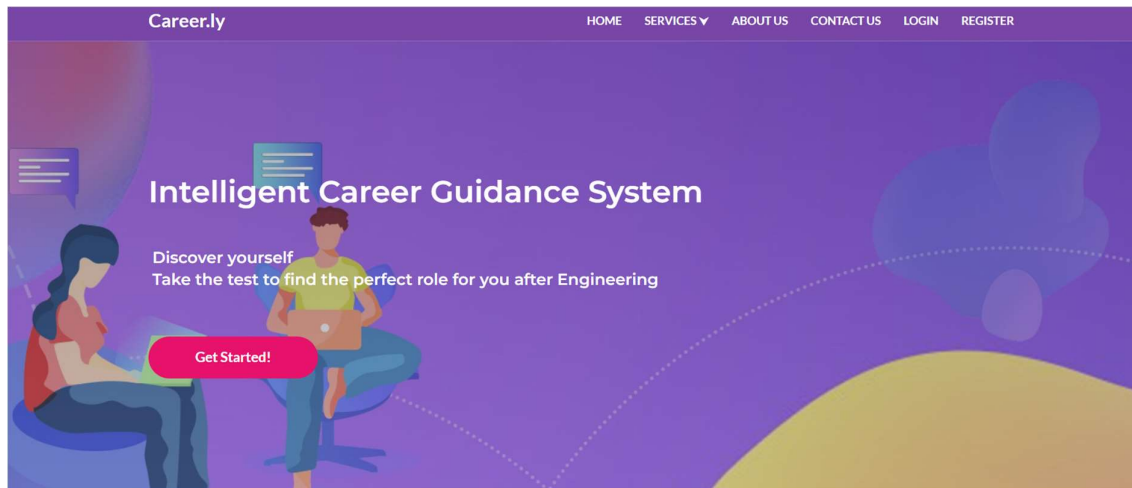 Career.ly
HOME SERVICES ABOUT US CONTACT US LOGIN REGISTER
Intelligent Career Guidance System
Discover yourself
Take the test to find the perfect role for you after Engineering
Get Started!